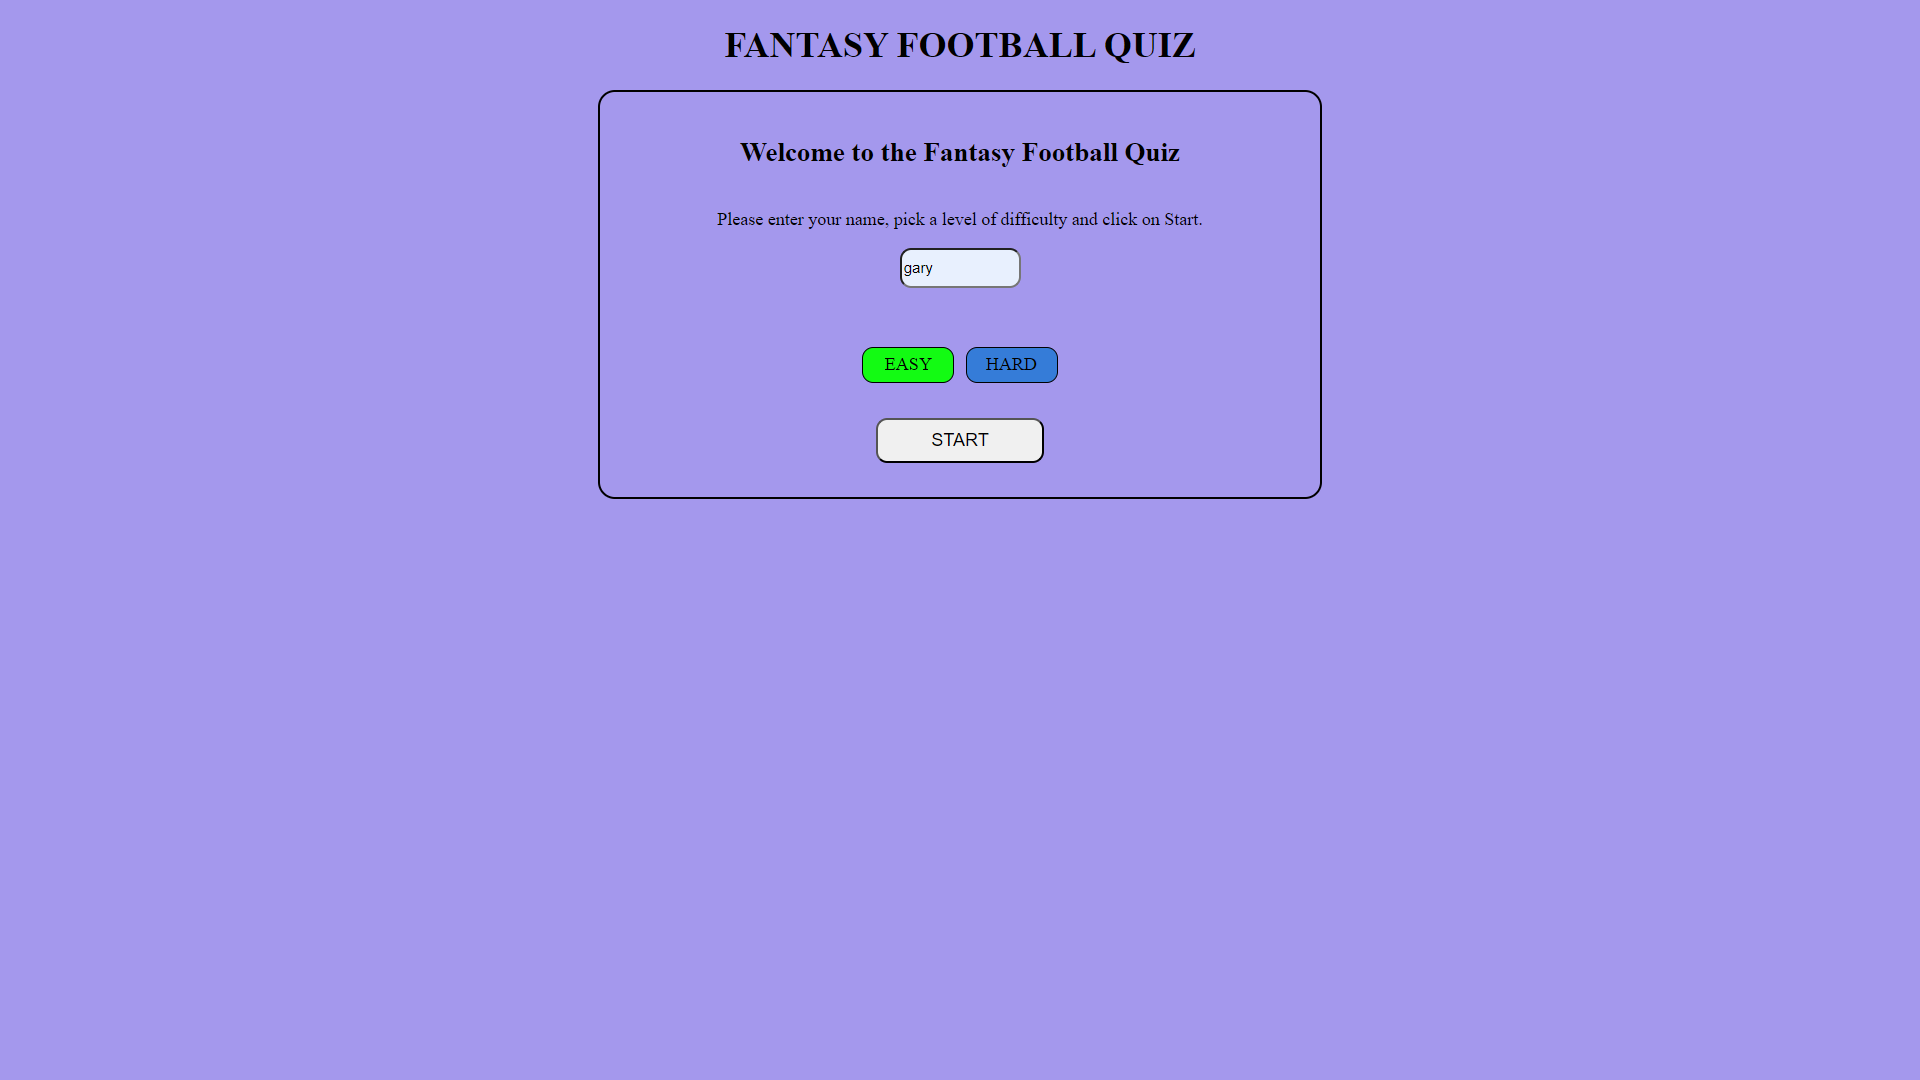 FANTASY FOOTBALL QUIZ
Welcome to the Fantasy Football Quiz
Please enter your name, pick a level of difficulty and click on Start.
gary
EASY HARD
START